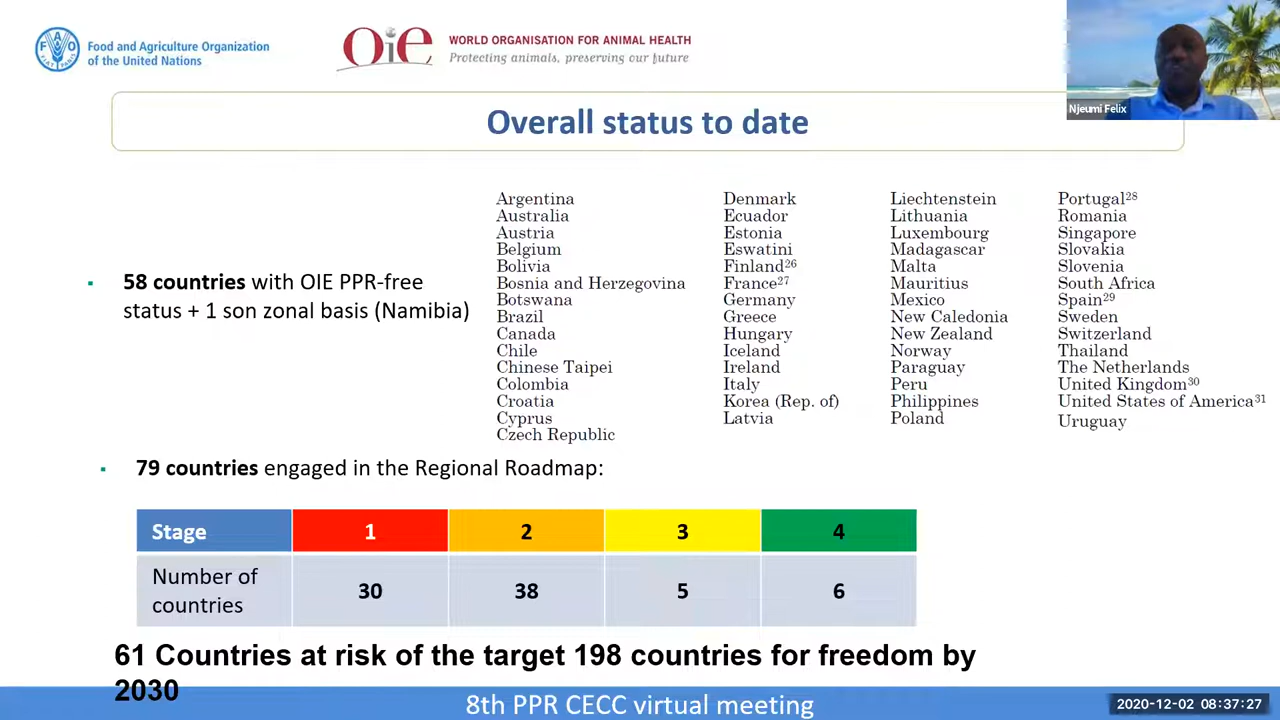 Food and Agriculture Organization
of the United Nations
FAO
FIAT PANIS
OiE
WORLD ORGANISATION FOR ANIMAL HEALTH
Protecting animals, preserving our future
Njeumi Felix
Overall status to date
58 countries with OIE PPR-free
status + 1 son zonal basis (Namibia)
Argentina
Australia
Austria
Belgium
Bolivia
Bosnia and Herzegovina
Botswana
Brazil
Canada
Chile
Chinese Taipei
Colombia
Croatia
Cyprus
Czech Republic
Denmark
Ecuador
Estonia
Eswatini
Finland26
France27
Germany
Greece
Hungary
Iceland
Ireland
Italy
Korea (Rep. of)
Latvia
Liechtenstein
Lithuania
Luxembourg
Madagascar
Malta
Mauritius
Mexico
New Caledonia
New Zealand
Norway
Paraguay
Peru
Philippines
Poland
Portugal28
Romania
Singapore
Slovakia
Slovenia
South Africa
Spain29
Sweden
Switzerland
Thailand
The Netherlands
United Kingdom30
United States of America31
Uruguay
79 countries engaged in the Regional Roadmap:
Stage 1 2 3 4
Number of
countries 30 38 5 6
61 Countries at risk of the target 198 countries for freedom by
2030
8th PPR CECC virtual meeting
2020-12-02 08:37:27